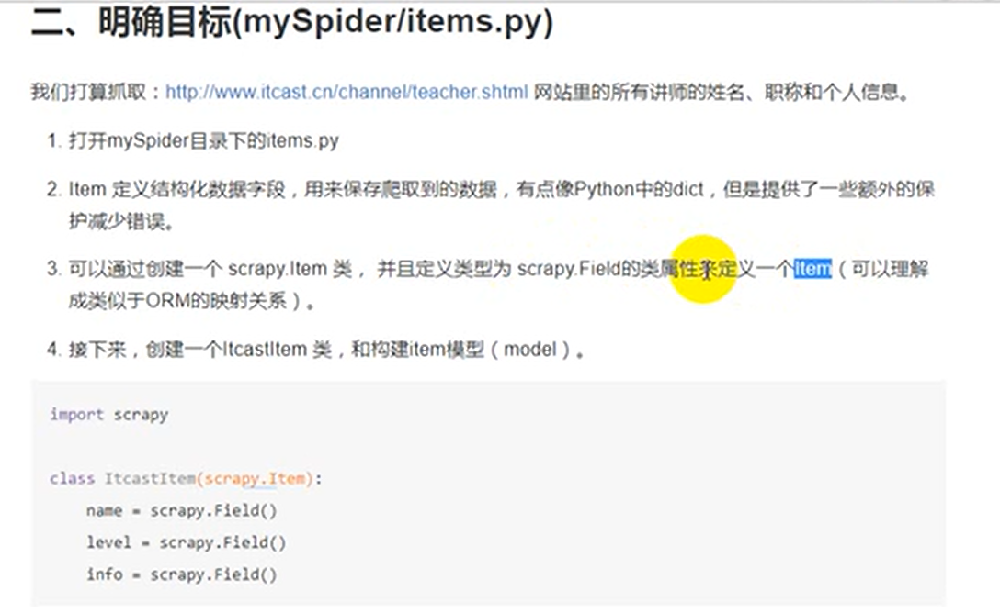 二、明确目标(mySpider/items.py)
我们打算抓取：http://www.itcast.cn/channel/teacher.shtml 网站里的所有讲师的姓名、职称和个人信息。
1. 打开mySpider目录下的items.py
2. Item 定义结构化数据字段，用来保存爬取到的数据，有点像Python中的dict，但是提供了一些额外的保
护减少错误。
3. 可以通过创建一个 scrapy.Item 类， 并且定义类型为 scrapy.Field的类属性来定义一个Item（可以理解
成类似于ORM的映射关系）。
4. 接下来，创建一个ItcastItem 类，和构建item模型（model）。
import scrapy
class ItcastItem(scrapy.Item):
    name = scrapy.Field()
    level = scrapy.Field()
    info = scrapy.Field()